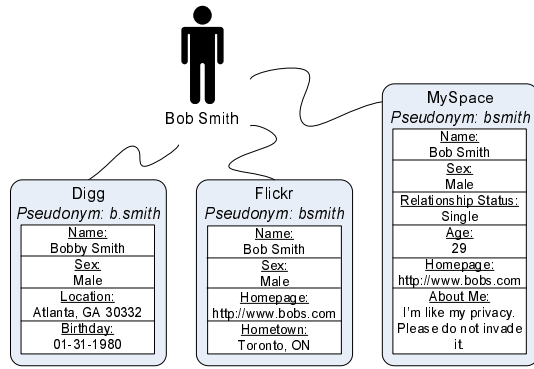 Bob Smith
MySpace
Pseudonym: bsmith
Name:
Bob Smith
Sex:
Male
Relationship Status:
Single
Age:
29
Homepage:
http://www.bobs.com
About Me:
I'm like my privacy.
Please do not invade
it.
Digg
Pseudonym: b.smith
Name:
Bobby Smith
Sex:
Male
Location:
Atlanta, GA 30332
Birthday:
01-31-1980
Flickr
Pseudonym: bsmith
Name:
Bob Smith
Sex:
Male
Homepage:
http://www.bobs.com
Hometown:
Toronto, ON